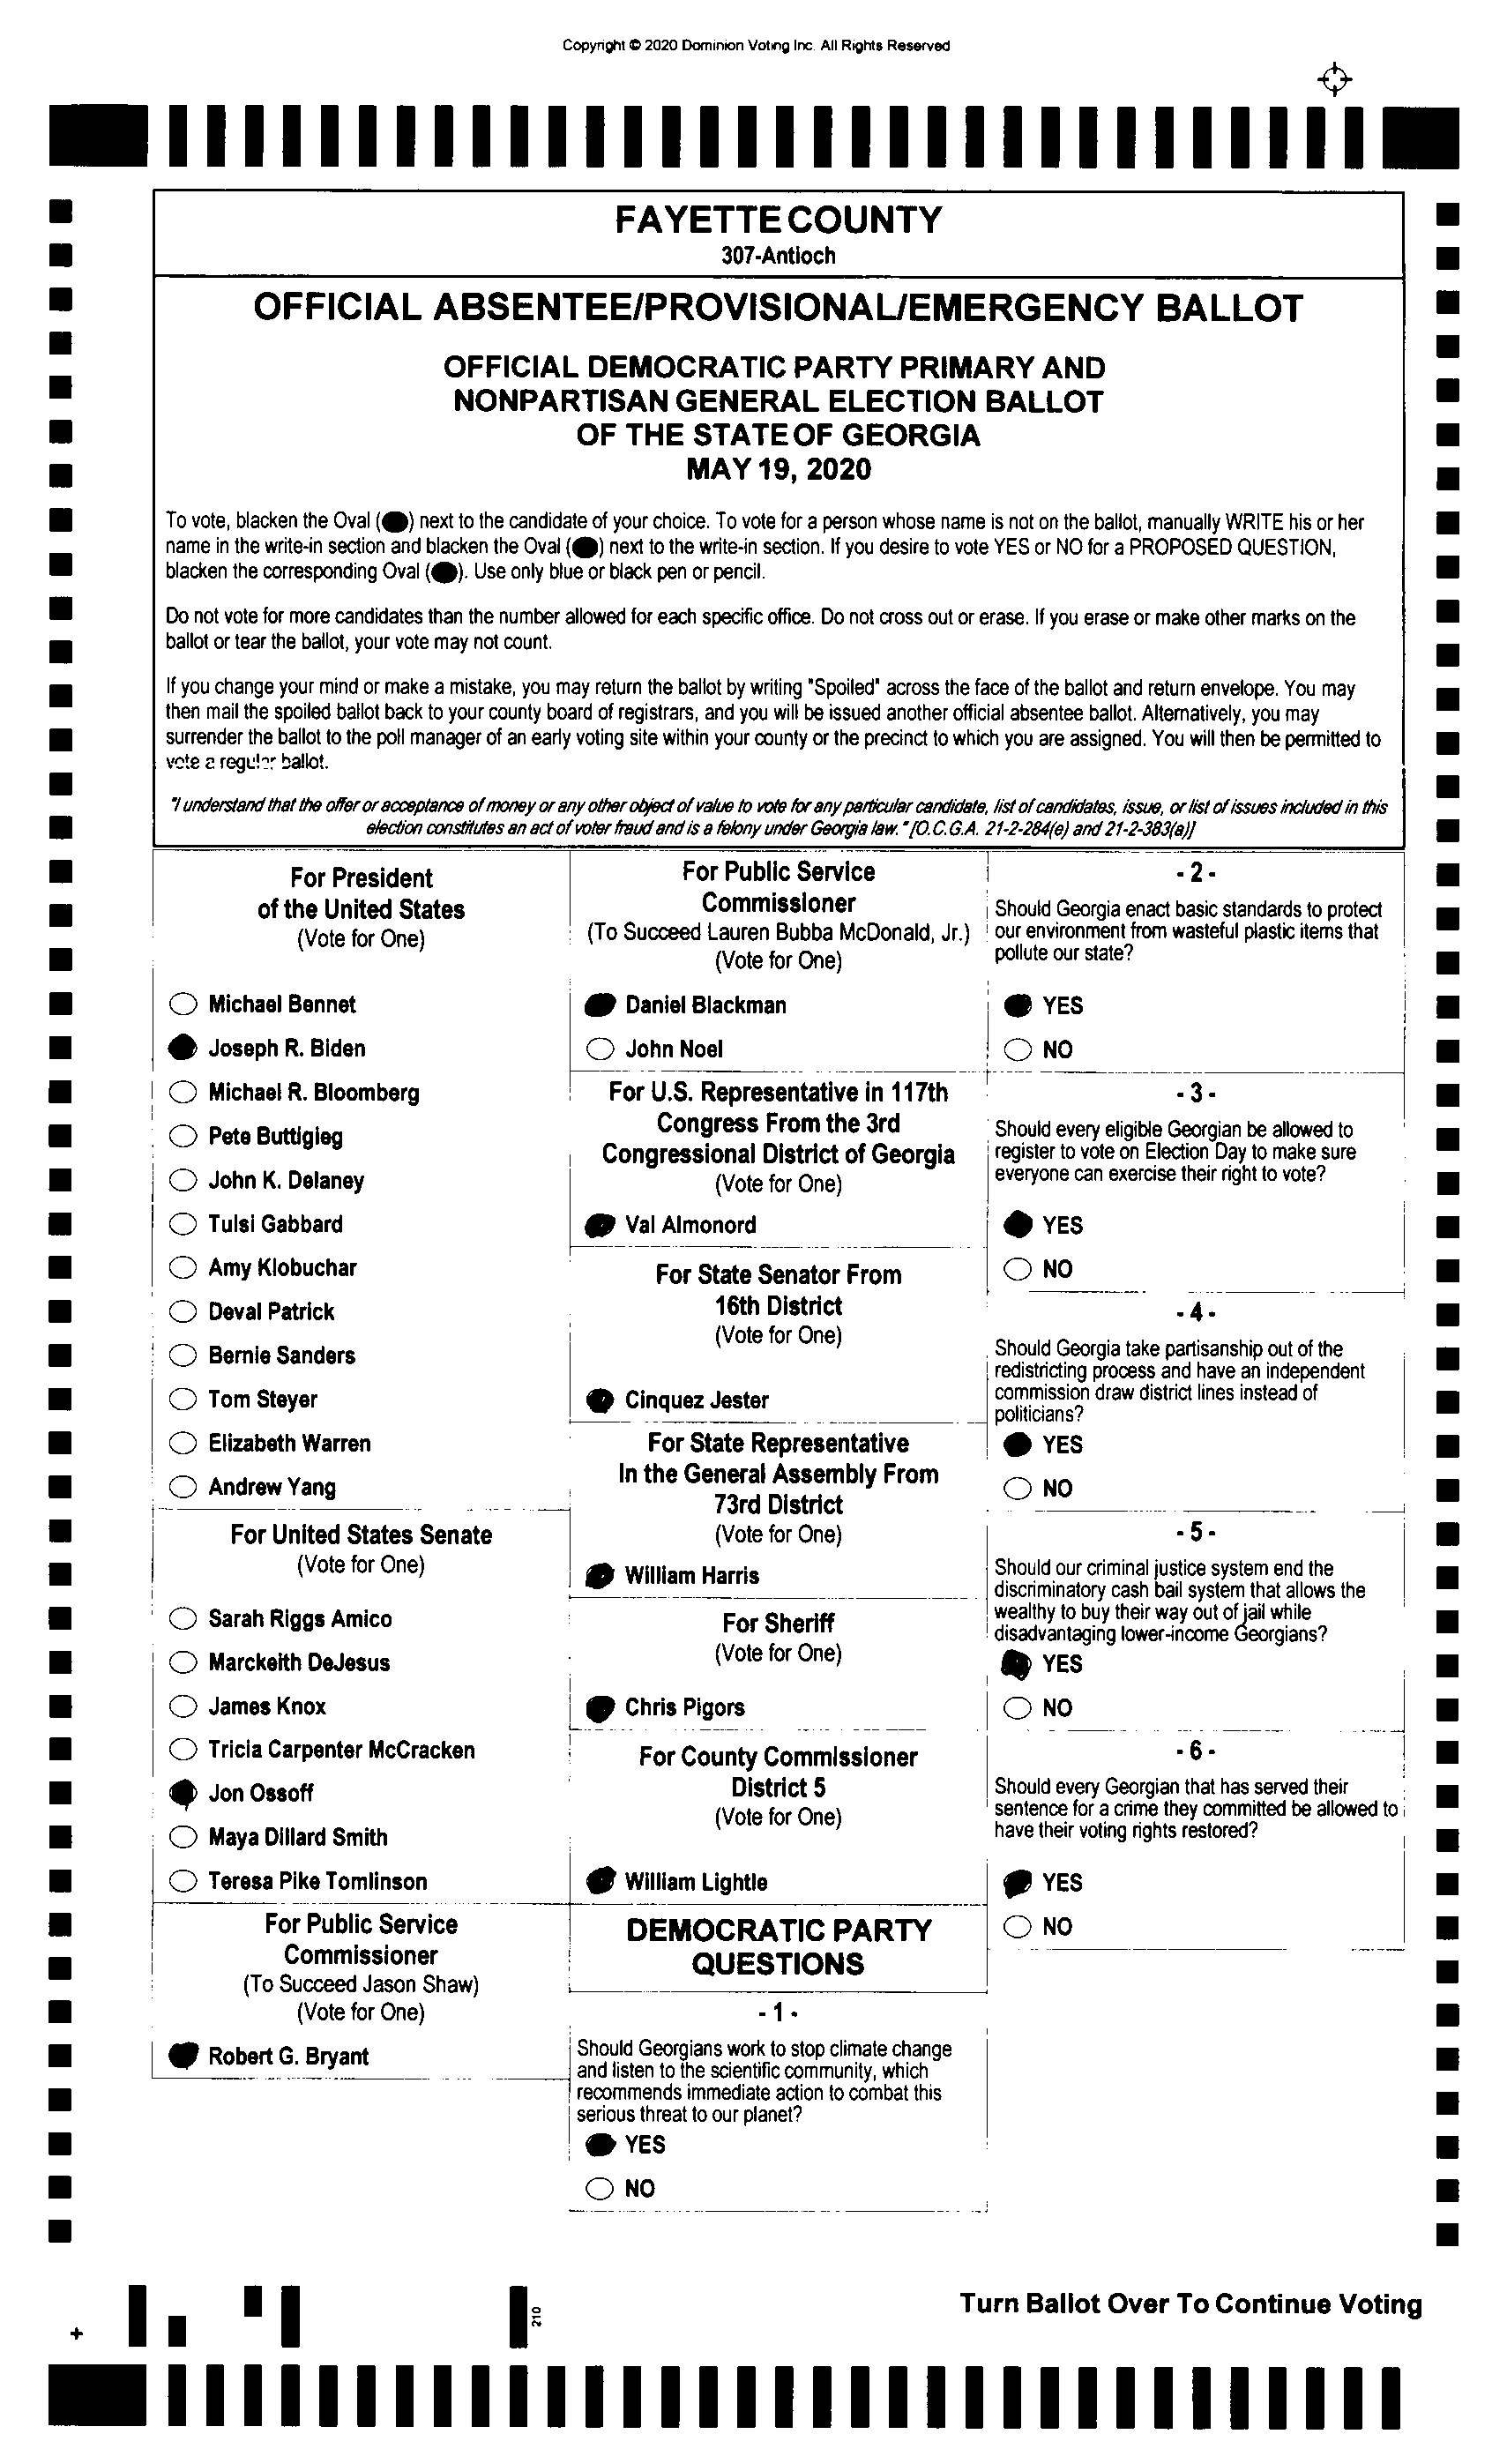 Copyright © 2020 Dominion Voting Inc. All Rights Reserved
FAYETTE COUNTY
307-Antioch
OFFICIAL ABSENTEE/PROVISIONAL/EMERGENCY BALLOT
OFFICIAL DEMOCRATIC PARTY PRIMARY AND
NONPARTISAN GENERAL ELECTION BALLOT
OF THE STATE OF GEORGIA
MAY 19, 2020
To vote, blacken the Oval ( ) next to the candidate of your choice. To vote for a person whose name is not on the ballot, manually WRITE his or her
name in the write-in section and blacken the Oval ( ) next to the write-in section. If you desire to vote YES or NO for a PROPOSED QUESTION,
blacken the corresponding Oval ( ). Use only blue or black pen or pencil.
Do not vote for more candidates than the number allowed for each specific office. Do not cross out or erase. If you erase or make other marks on the
ballot or tear the ballot, your vote may not count.
If you change your mind or make a mistake, you may return the ballot by writing "Spoiled" across the face of the ballot and return envelope. You may
then mail the spoiled ballot back to your county board of registrars, and you will be issued another official absentee ballot. Alternatively, you may
surrender the ballot to the poll manager of an early voting site within your county or the precinct to which you are assigned. You will then be permitted to
vote a regular ballot.
"I understand that the offer or acceptance of money or any other object of value to vote for any particular candidate, list of candidates, issue, or list of issues included in this
election constitutes an act of voter fraud and is a felony under Georgia law." [O.C.G.A. 21-2-284(e) and 21-2-383(a)]
For President
of the United States
(Vote for One)
Michael Bennet
Joseph R. Biden
Michael R. Bloomberg
Pete Buttigieg
John K. Delaney
Tulsi Gabbard
Amy Klobuchar
Deval Patrick
Bernie Sanders
Tom Steyer
Elizabeth Warren
Andrew Yang
For United States Senate
(Vote for One)
Sarah Riggs Amico
Marckeith DeJesus
James Knox
Tricia Carpenter McCracken
Jon Ossoff
Maya Dillard Smith
Teresa Pike Tomlinson
For Public Service
Commissioner
(To Succeed Jason Shaw)
(Vote for One)
Robert G. Bryant
For Public Service
Commissioner
(To Succeed Lauren Bubba McDonald, Jr.)
(Vote for One)
Daniel Blackman
John Noel
For U.S. Representative in 117th
Congress From the 3rd
Congressional District of Georgia
(Vote for One)
Val Almonord
For State Senator From
16th District
(Vote for One)
Cinquez Jester
For State Representative
In the General Assembly From
73rd District
(Vote for One)
William Harris
For Sheriff
(Vote for One)
Chris Pigors
For County Commissioner
District 5
(Vote for One)
William Lightle
DEMOCRATIC PARTY
QUESTIONS
- 1 -
Should Georgians work to stop climate change
and listen to the scientific community, which
recommends immediate action to combat this
serious threat to our planet?
YES
NO
- 2 -
Should Georgia enact basic standards to protect
our environment from wasteful plastic items that
pollute our state?
YES
NO
- 3 -
Should every eligible Georgian be allowed to
register to vote on Election Day to make sure
everyone can exercise their right to vote?
YES
NO
- 4 -
Should Georgia take partisanship out of the
redistricting process and have an independent
commission draw district lines instead of
politicians?
YES
NO
- 5 -
Should our criminal justice system end the
discriminatory cash bail system that allows the
wealthy to buy their way out of jail while
disadvantaging lower-income Georgians?
YES
NO
- 6 -
Should every Georgian that has served their
sentence for a crime they committed be allowed to
have their voting rights restored?
YES
NO
Turn Ballot Over To Continue Voting
210